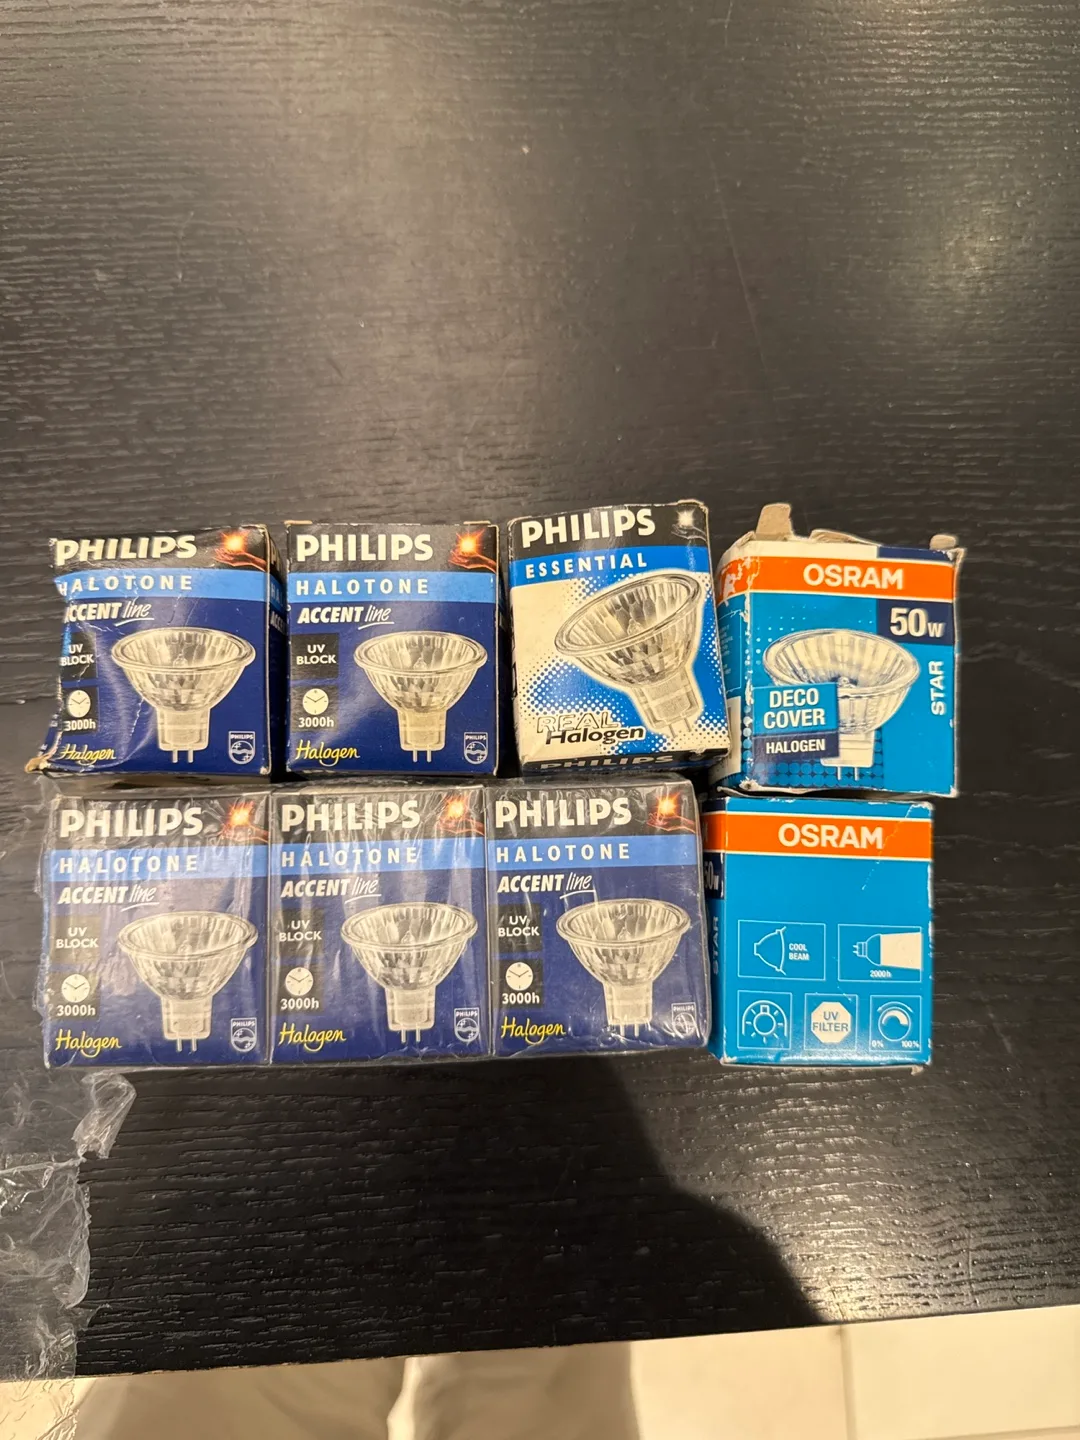 PHILIPS
HALOTONE
ACCENT line
UV
BLOCK
3000h
Halogen
PHILIPS
PHILIPS
HALOTONE
ACCENT line
UV
BLOCK
3000h
Halogen
PHILIPS
PHILIPS
ESSENTIAL
REAL
Halogen
PHILIPS
OSRAM
50W
STAR
DECO
COVER
HALOGEN
PHILIPS
HALOTONE
ACCENT line
UV
BLOCK
3000h
Halogen
PHILIPS
PHILIPS
HALOTONE
ACCENT line
UV
BLOCK
3000h
Halogen
PHILIPS
PHILIPS
HALOTONE
ACCENT line
UV
BLOCK
3000h
Halogen
PHILIPS
OSRAM
STAR
COOL
BEAM
2000h
UV
FILTER
0% 100%